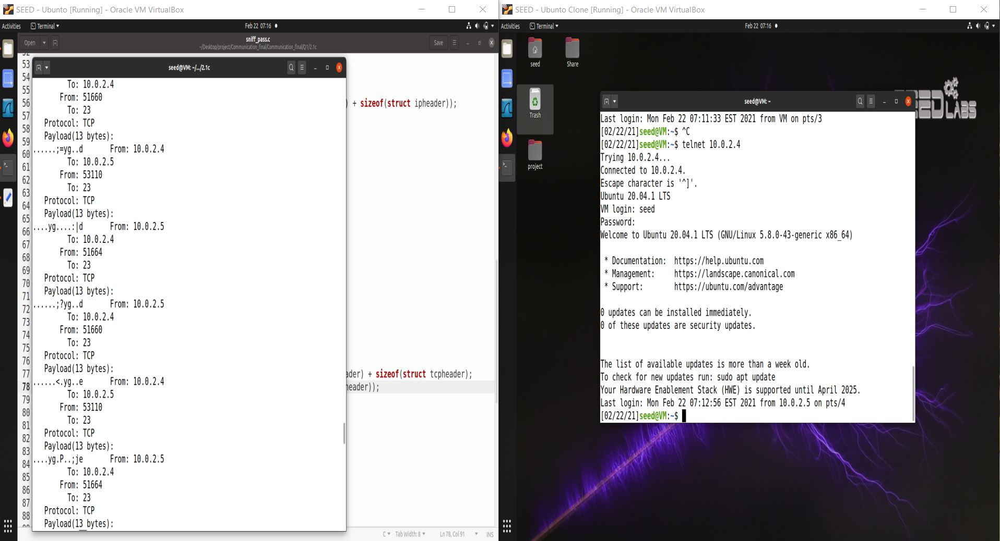 SEED - Ubunto [Running] - Oracle VM VirtualBox
Activities Terminal Feb 22 07:16
Open sniff_pass.c Save
~/Desktop/project/Communication_final/Communication_final/Q1/2.1c
52
53
54
55
56 ) + sizeof(struct ipheader));
57
58
59
60
61
62
63
64
65
66
67
68
69
70
71
72
73
74
75
76
77 ader) + sizeof(struct tcpheader);
78 header));
79
80
81
82
83
84
85
86
87
88
seed@VM: ~/.../2.1c
To: 10.0.2.4
From: 51660
To: 23
Protocol: TCP
Payload(13 bytes):
......;=yg..d From: 10.0.2.4
To: 10.0.2.5
From: 53110
To: 23
Protocol: TCP
Payload(13 bytes):
....yg....:|d From: 10.0.2.5
To: 10.0.2.4
From: 51664
To: 23
Protocol: TCP
Payload(13 bytes):
......;?yg..d From: 10.0.2.5
To: 10.0.2.4
From: 51660
To: 23
Protocol: TCP
Payload(13 bytes):
......<.yg..e From: 10.0.2.4
To: 10.0.2.5
From: 53110
To: 23
Protocol: TCP
Payload(13 bytes):
....yg.P..;je From: 10.0.2.5
To: 10.0.2.4
From: 51664
To: 23
Protocol: TCP
Payload(13 bytes):
C Tab Width: 8 Ln 78, Col 91 INS
SEED - Ubunto Clone [Running] - Oracle VM VirtualBox
Activities Terminal Feb 22 07:16
seed Share
Trash
project
LABS
seed@VM: ~
Last login: Mon Feb 22 07:11:33 EST 2021 from VM on pts/3
[02/22/21]seed@VM:~$ ^C
[02/22/21]seed@VM:~$ telnet 10.0.2.4
Trying 10.0.2.4...
Connected to 10.0.2.4.
Escape character is '^]'.
Ubuntu 20.04.1 LTS
VM login: seed
Password:
Welcome to Ubuntu 20.04.1 LTS (GNU/Linux 5.8.0-43-generic x86_64)
* Documentation: https://help.ubuntu.com
* Management: https://landscape.canonical.com
* Support: https://ubuntu.com/advantage
0 updates can be installed immediately.
0 of these updates are security updates.
The list of available updates is more than a week old.
To check for new updates run: sudo apt update
Your Hardware Enablement Stack (HWE) is supported until April 2025.
Last login: Mon Feb 22 07:12:56 EST 2021 from 10.0.2.5 on pts/4
[02/22/21]seed@VM:~$